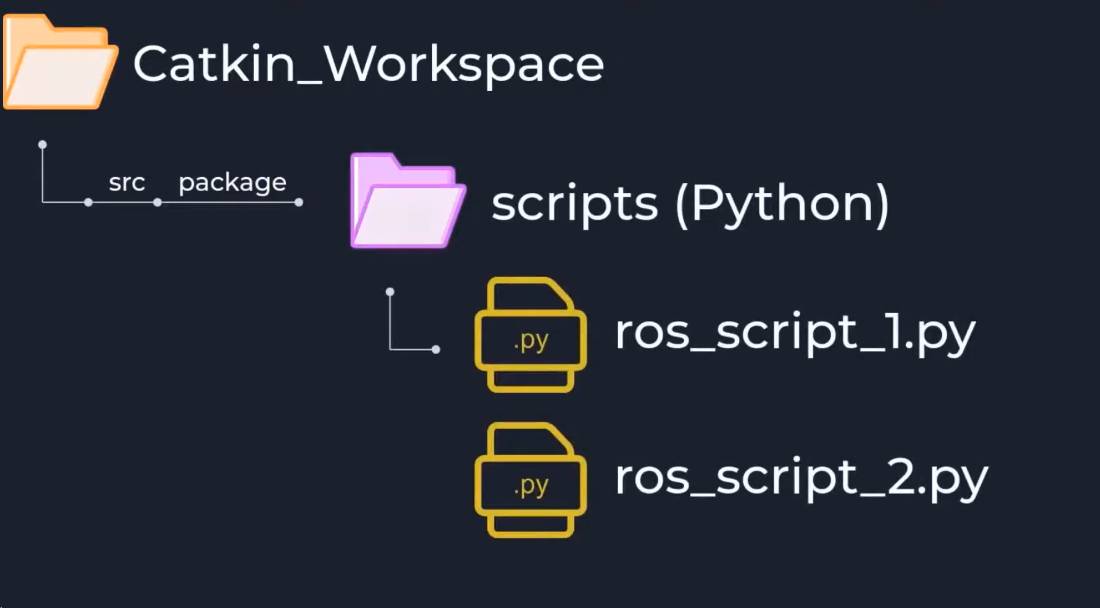 Catkin_Workspace
src package
scripts (Python)
.py ros_script_1.py
.py ros_script_2.py